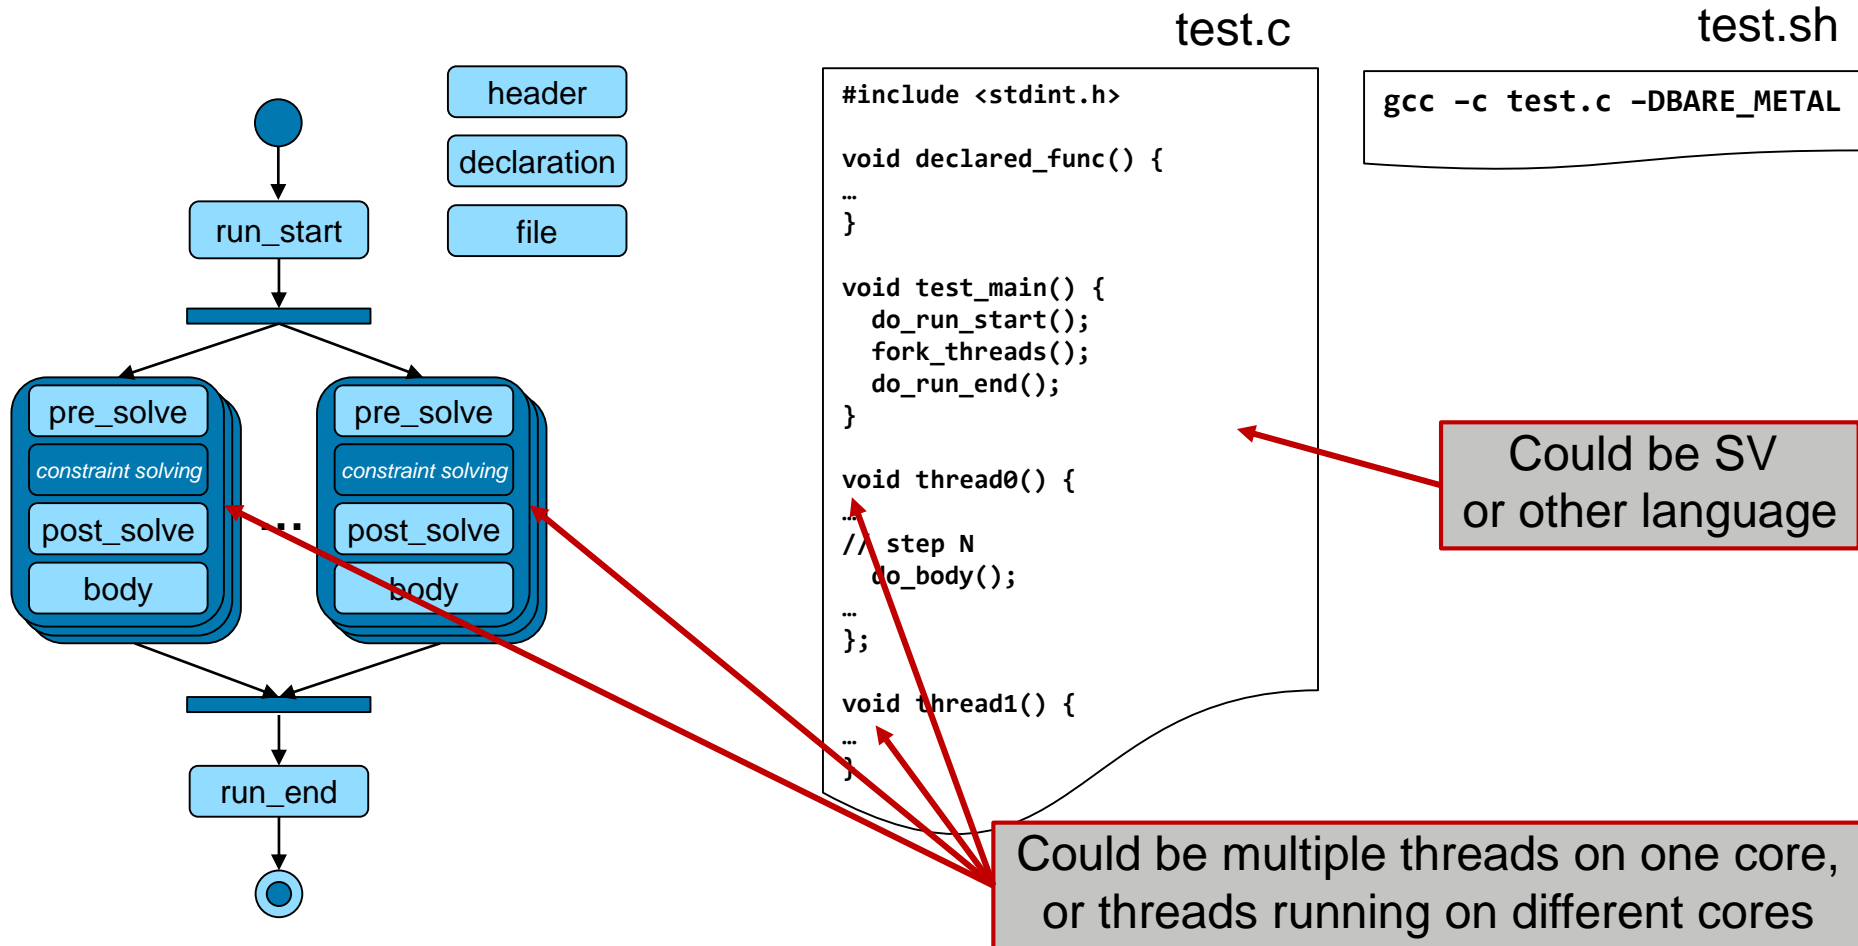 header
declaration
file
run_start
pre_solve
constraint solving
post_solve
body
...
pre_solve
constraint solving
post_solve
body
run_end
test.c
#include <stdint.h>
void declared_func() {
…
}
void test_main() {
do_run_start();
fork_threads();
do_run_end();
}
void thread0() {
…
// step N
do_body();
…
};
void thread1() {
…
}
test.sh
gcc –c test.c –DBARE_METAL
Could be SV
or other language
Could be multiple threads on one core,
or threads running on different cores